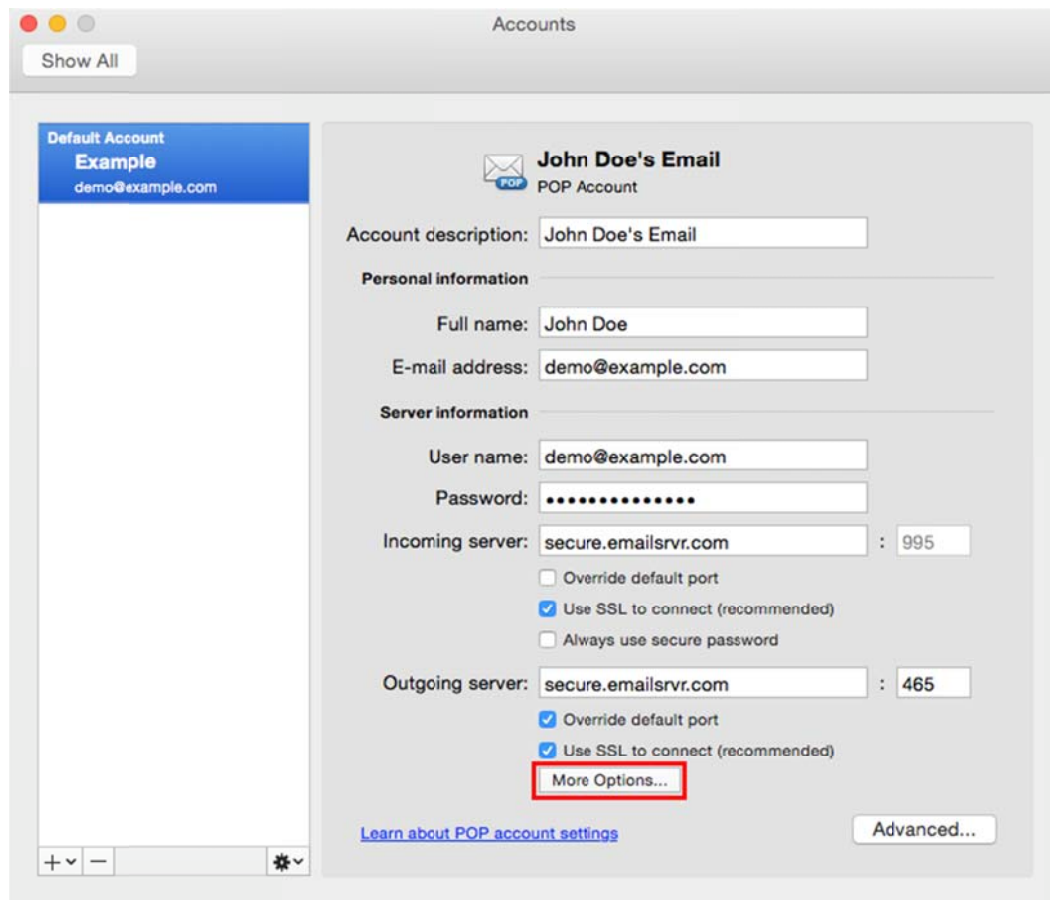 Accounts
Show All
Default Account
Example
demo@example.com
John Doe's Email
POP
POP Account
Account description: John Doe's Email
Personal information
Full name: John Doe
E-mail address: demo@example.com
Server information
User name: demo@example.com
Password: ••••••••••••••
Incoming server: secure.emailsrvr.com : 995
Override default port
Use SSL to connect (recommended)
Always use secure password
Outgoing server: secure.emailsrvr.com : 465
Override default port
Use SSL to connect (recommended)
More Options...
Learn about POP account settings
Advanced...